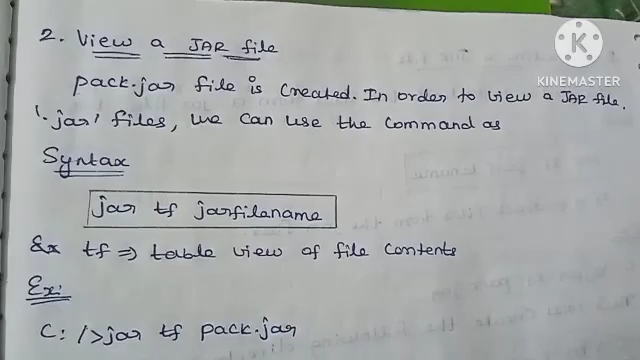 2. View a JAR file
pack.jar file is created. In order to view a JAR file.
'.jar' files, we can use the command as
Syntax
jar tf jarfilename
Ex tf => table view of file contents
Ex:
C: />jar tf pack.jar
KINEMASTER